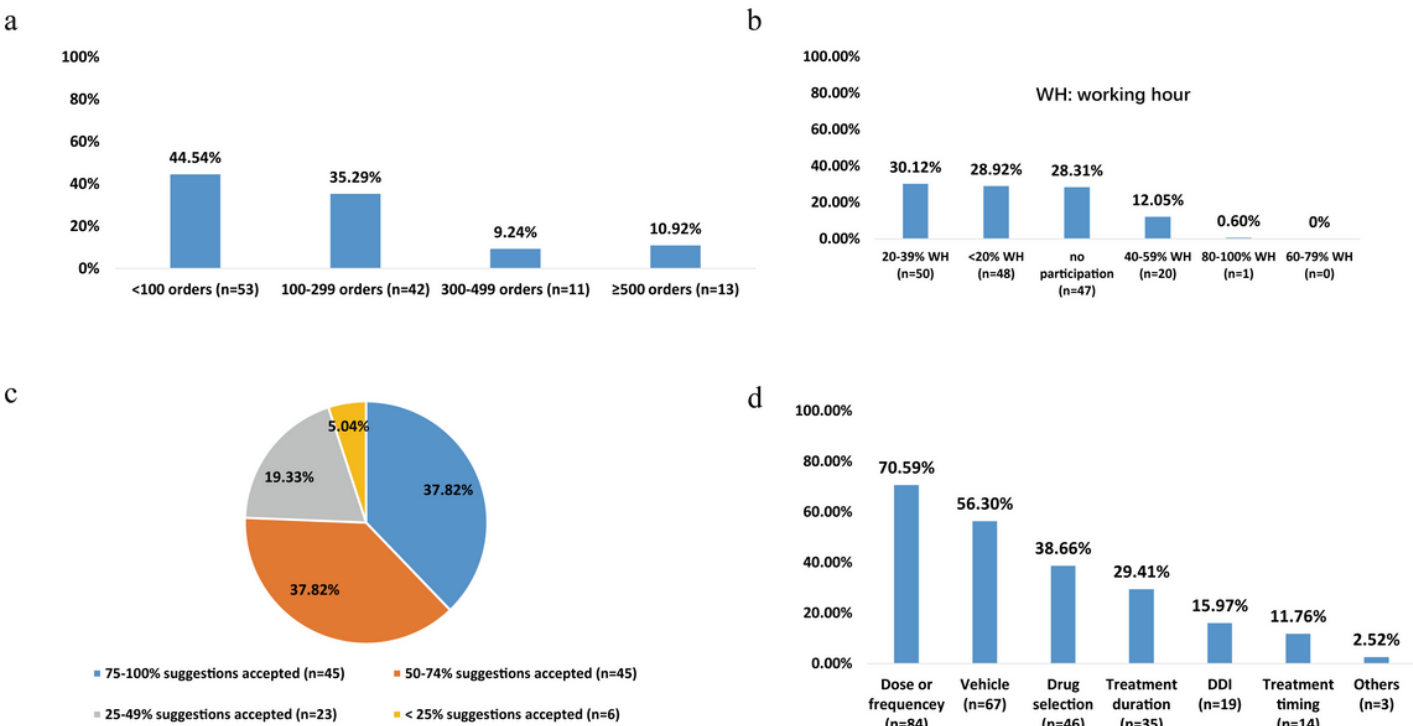 a
100%
80%
60%
40%
20%
0%
44.54%
35.29%
9.24%
10.92%
<100 orders (n=53) 100-299 orders (n=42) 300-499 orders (n=11) ≥500 orders (n=13)
b
100.00%
80.00%
60.00%
40.00%
20.00%
0.00%
WH: working hour
30.12%
28.92%
28.31%
12.05%
0.60%
0%
20-39% WH
(n=50)
<20% WH
(n=48)
no
participation
(n=47)
40-59% WH
(n=20)
80-100% WH
(n=1)
60-79% WH
(n=0)
c
5.04%
19.33%
37.82%
37.82%
75-100% suggestions accepted (n=45)
50-74% suggestions accepted (n=45)
25-49% suggestions accepted (n=23)
< 25% suggestions accepted (n=6)
d
100.00%
80.00%
60.00%
40.00%
20.00%
0.00%
70.59%
56.30%
38.66%
29.41%
15.97%
11.76%
2.52%
Dose or
frequencey
(n=84)
Vehicle
(n=67)
Drug
selection
(n=46)
Treatment
duration
(n=35)
DDI
(n=19)
Treatment
timing
(n=14)
Others
(n=3)